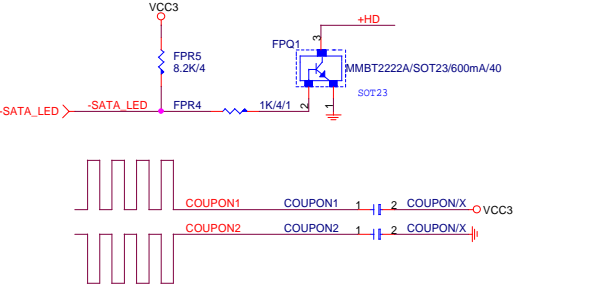 VCC3
+HD
FPQ1
3
FPR5
8.2K/4
MMBT2222A/SOT23/600mA/40
SOT23
-SATA_LED
-SATA_LED
FPR4
1K/4/1
2
1
COUPON1
COUPON1
1
2
COUPON/X
VCC3
COUPON2
COUPON2
1
2
COUPON/X